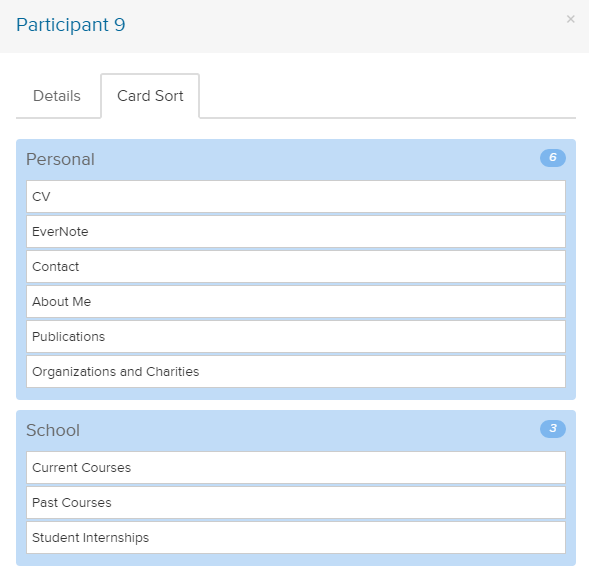 Participant 9
×
Details
Card Sort
Personal
6
CV
EverNote
Contact
About Me
Publications
Organizations and Charities
School
3
Current Courses
Past Courses
Student Internships